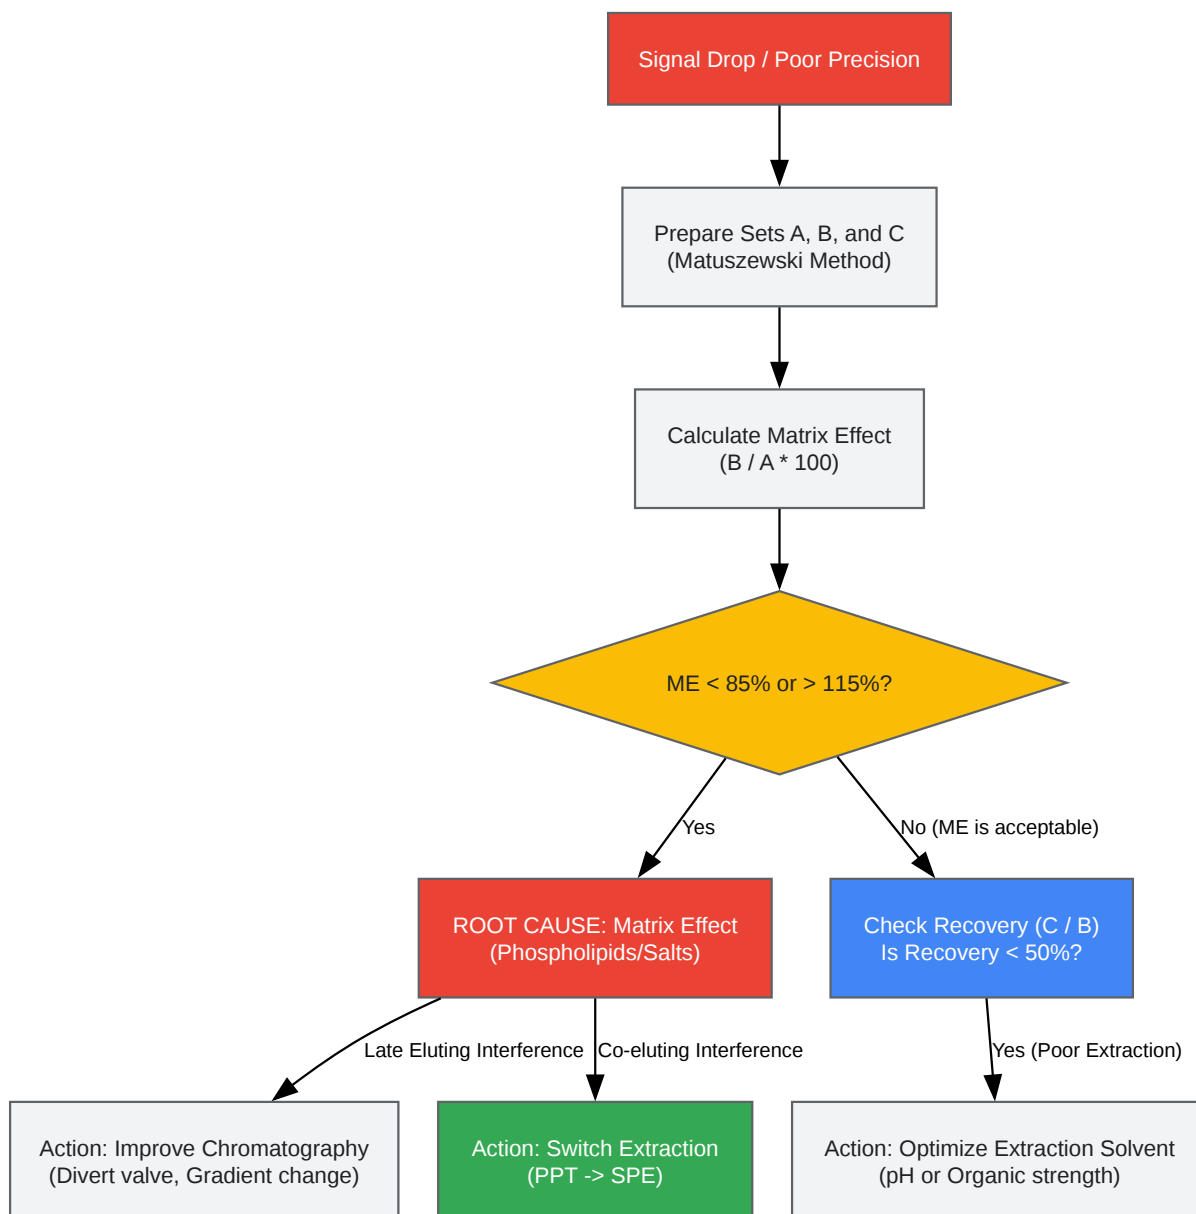 Signal Drop / Poor Precision
Prepare Sets A, B, and C
(Matuszewski Method)
Calculate Matrix Effect
(B / A * 100)
ME < 85% or > 115%?
Yes
No (ME is acceptable)
ROOT CAUSE: Matrix Effect
(Phospholipids/Salts)
Check Recovery (C / B)
Is Recovery < 50%?
Late Eluting Interference
Co-eluting Interference
Yes (Poor Extraction)
Action: Improve Chromatography
(Divert valve, Gradient change)
Action: Switch Extraction
(PPT -> SPE)
Action: Optimize Extraction Solvent
(pH or Organic strength)